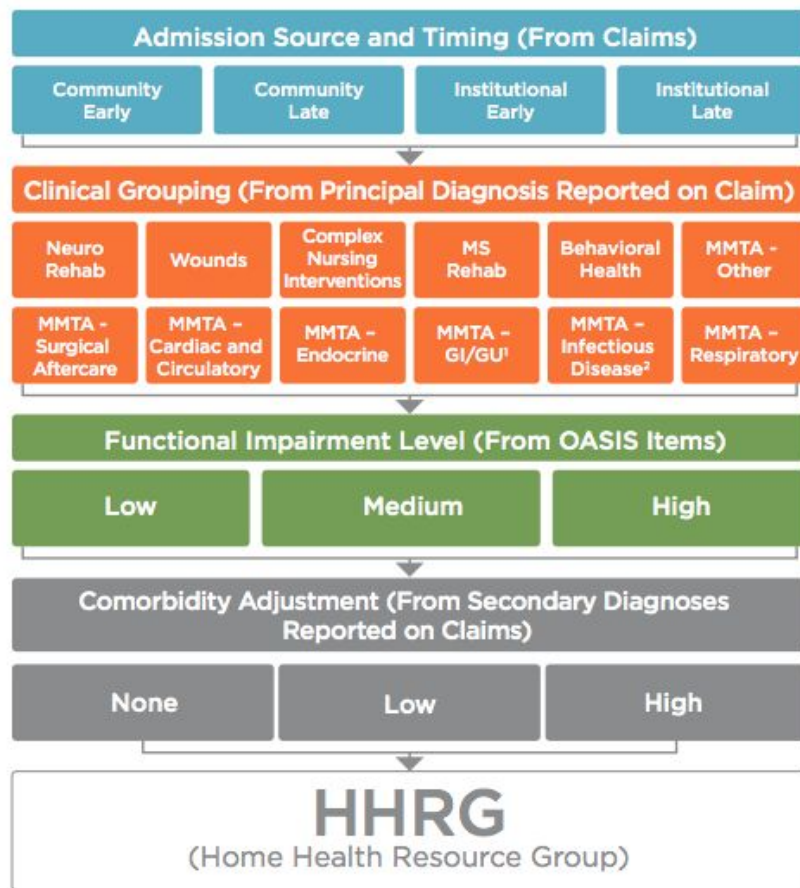 Admission Source and Timing (From Claims)
Community
Early
Community
Late
Institutional
Early
Institutional
Late
Clinical Grouping (From Principal Diagnosis Reported on Claim)
Neuro
Rehab
Wounds
Complex
Nursing
Interventions
MS
Rehab
Behavioral
Health
MMTA -
Other
MMTA -
Surgical
Aftercare
MMTA –
Cardiac and
Circulatory
MMTA –
Endocrine
MMTA –
GI/GU¹
MMTA –
Infectious
Disease²
MMTA –
Respiratory
Functional Impairment Level (From OASIS Items)
Low
Medium
High
Comorbidity Adjustment (From Secondary Diagnoses
Reported on Claims)
None
Low
High
HHRG
(Home Health Resource Group)